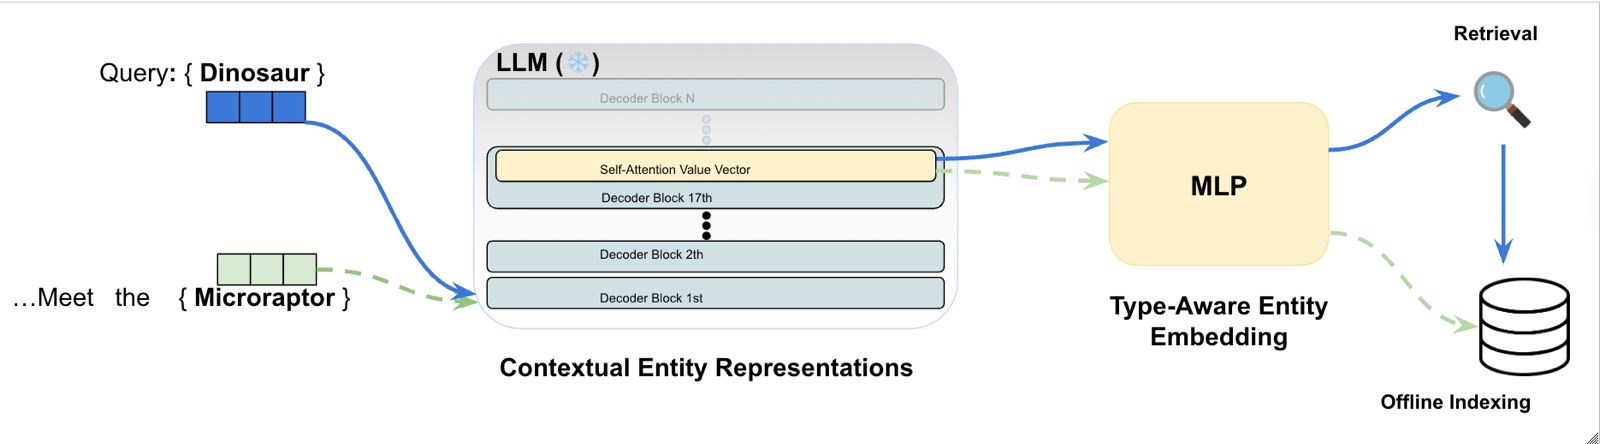 Query: { Dinosaur }
…Meet the { Microraptor }
LLM (❄️)
Decoder Block N
Self-Attention Value Vector
Decoder Block 17th
Decoder Block 2th
Decoder Block 1st
Contextual Entity Representations
MLP
Type-Aware Entity
Embedding
Retrieval
Offline Indexing